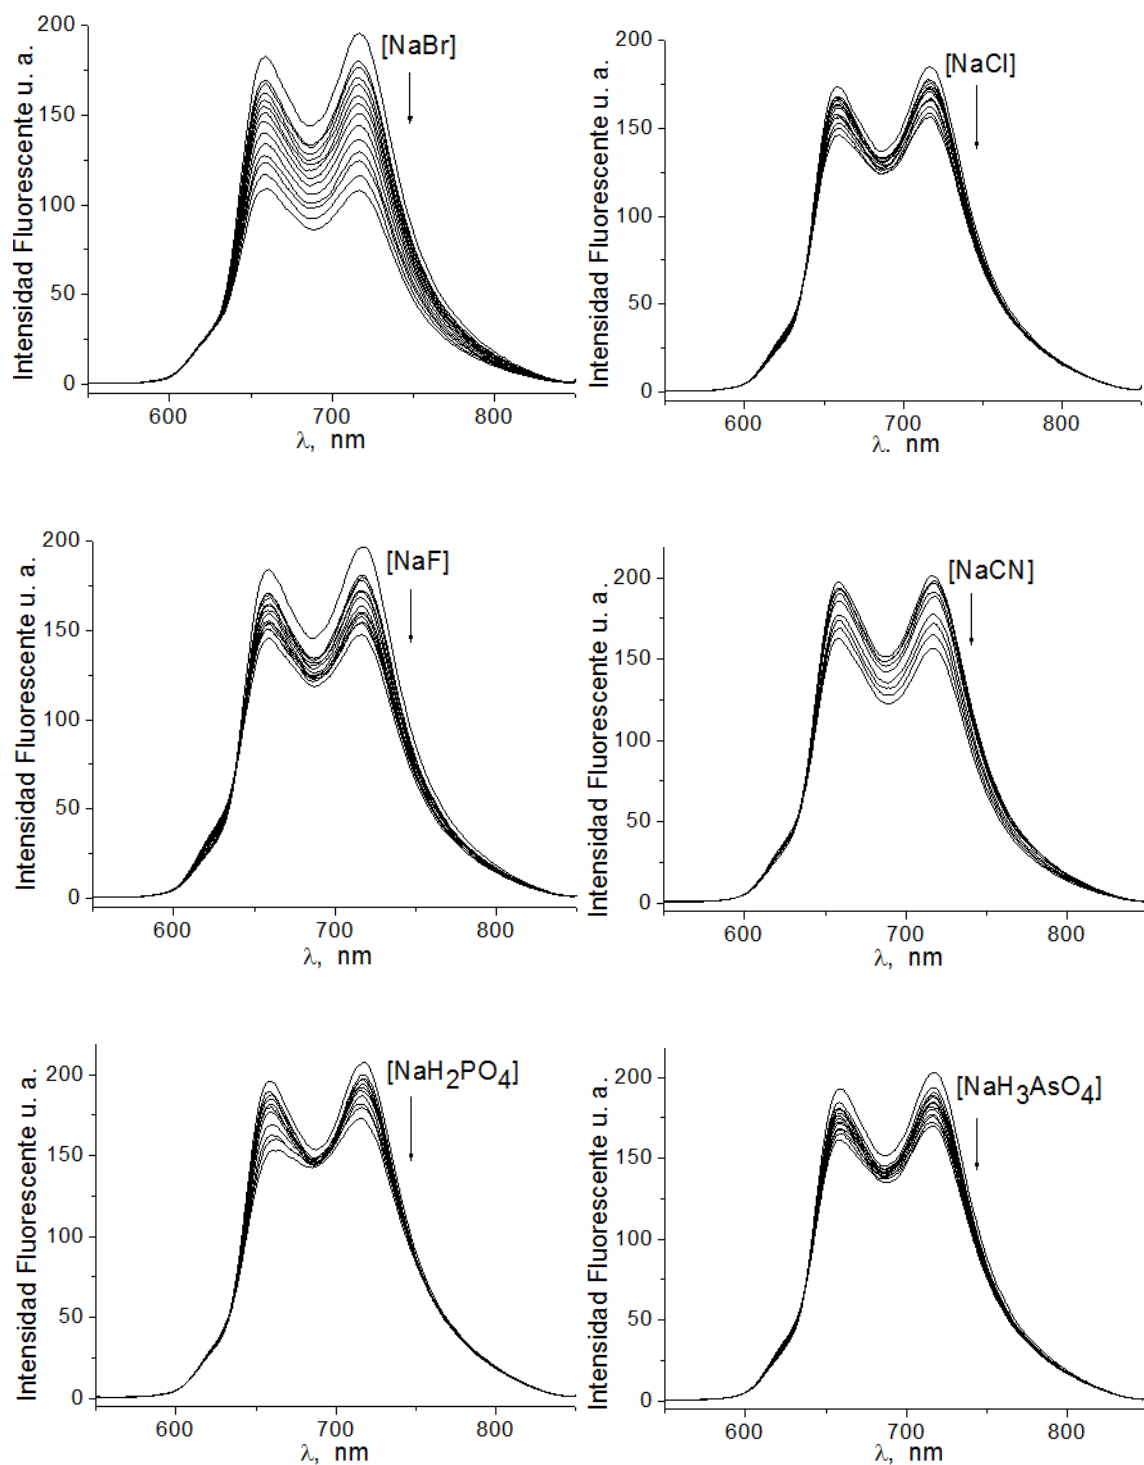 [NaBr]
Intensidad Fluorescente u. a.
200
150
100
50
0
600 700 800
λ, nm
[NaCl]
Intensidad Fluorescente u. a.
200
150
100
50
0
600 700 800
λ. nm
[NaF]
Intensidad Fluorescente u. a.
200
150
100
50
0
600 700 800
λ, nm
[NaCN]
Intensidad Fluorescente u. a.
200
150
100
50
0
600 700 800
λ, nm
[NaH₂PO₄]
Intensidad Fluorescente u. a.
200
150
100
50
0
600 700 800
λ, nm
[NaH₃AsO₄]
Intensidad Fluorescente u. a.
200
150
100
50
0
600 700 800
λ, nm